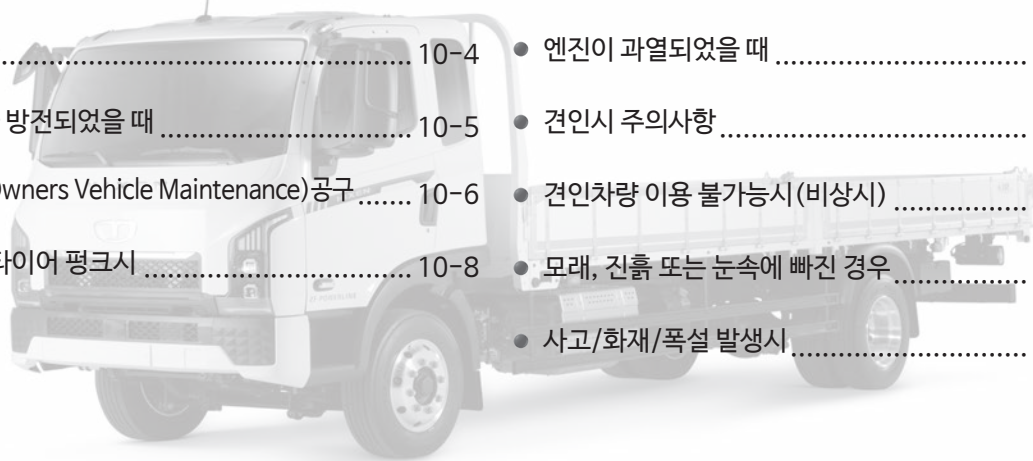 10-4
방전되었을 때 10-5
Owners Vehicle Maintenance)공구 10-6
타이어 펑크시 10-8
엔진이 과열되었을 때
견인시 주의사항
견인차량 이용 불가능시(비상시)
모래, 진흙 또는 눈속에 빠진 경우
사고/화재/폭설 발생시